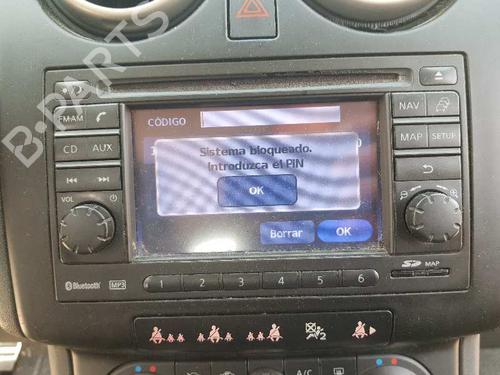 B-PARTS
FM·AM
CD AUX
VOL
CÓDIGO
Sistema bloqueado.
Introduzca el PIN
OK
Borrar OK
NAV
MAP SETUP
Bluetooth MP3
1 2 3 4 5 6
SD MAP
2
A/C